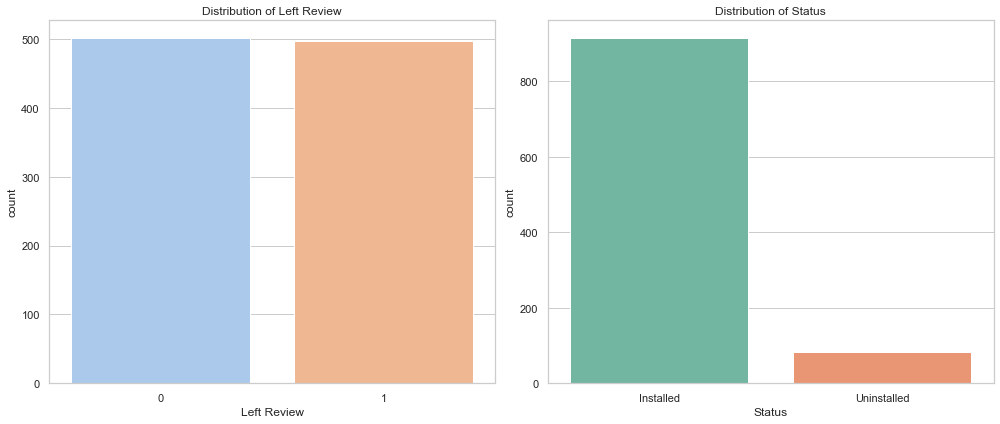 Distribution of Left Review
500
400
300
200
100
0
count
0 1
Left Review
Distribution of Status
800
600
400
200
0
count
Installed Uninstalled
Status